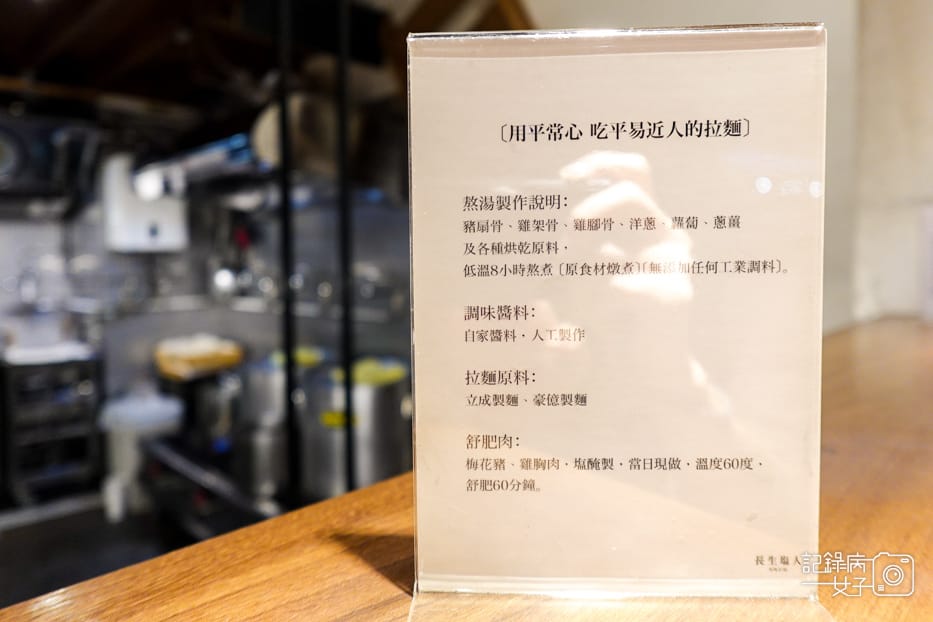 〔用平常心 吃平易近人的拉麵〕
熬湯製作說明：
豬扇骨、雞架骨、雞腳骨、洋蔥、蘿蔔、蔥薑
及各種烘乾原料，
低溫8小時熬煮〔原食材燉煮〕〔無添加任何工業調料〕。
調味醬料：
自家醬料，人工製作
拉麵原料：
立成製麵、豪億製麵
舒肥肉：
梅花豬、雞胸肉，塩醃製，當日現做，溫度60度，
舒肥60分鐘。
長生塩人
記錄病
女子